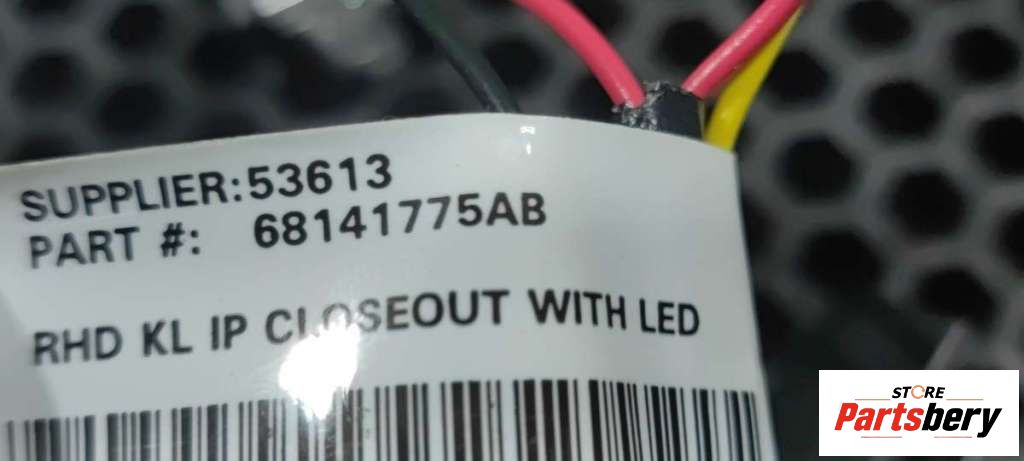 SUPPLIER:53613
PART #: 68141775AB
RHD KL IP CLOSEOUT WITH LED
STORE
Partsbery